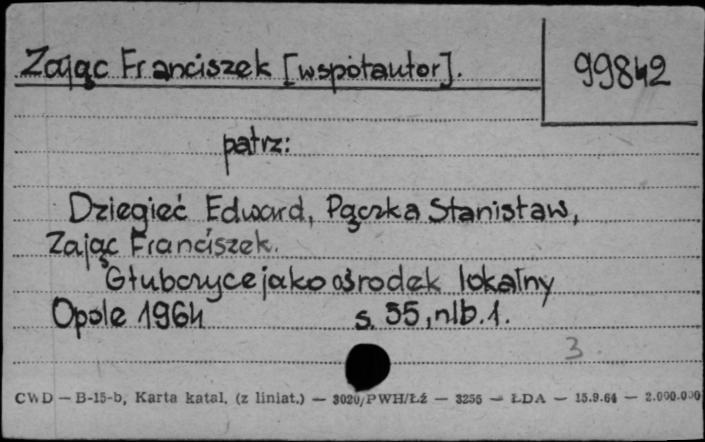 Zając Franciszek [współautor].
99842
patrz:
Dziegieć Edward, Pączka Stanisław,
Zając Franciszek.
Głubczyce jako ośrodek lokalny
Opole 1964 s. 55, nlb. 1.
3
CWD — B-15-b, Karta katal. (z liniat.) — 3020/PWH/Łź — 3256 — ŁDA — 15.9.64 — 2.000.000